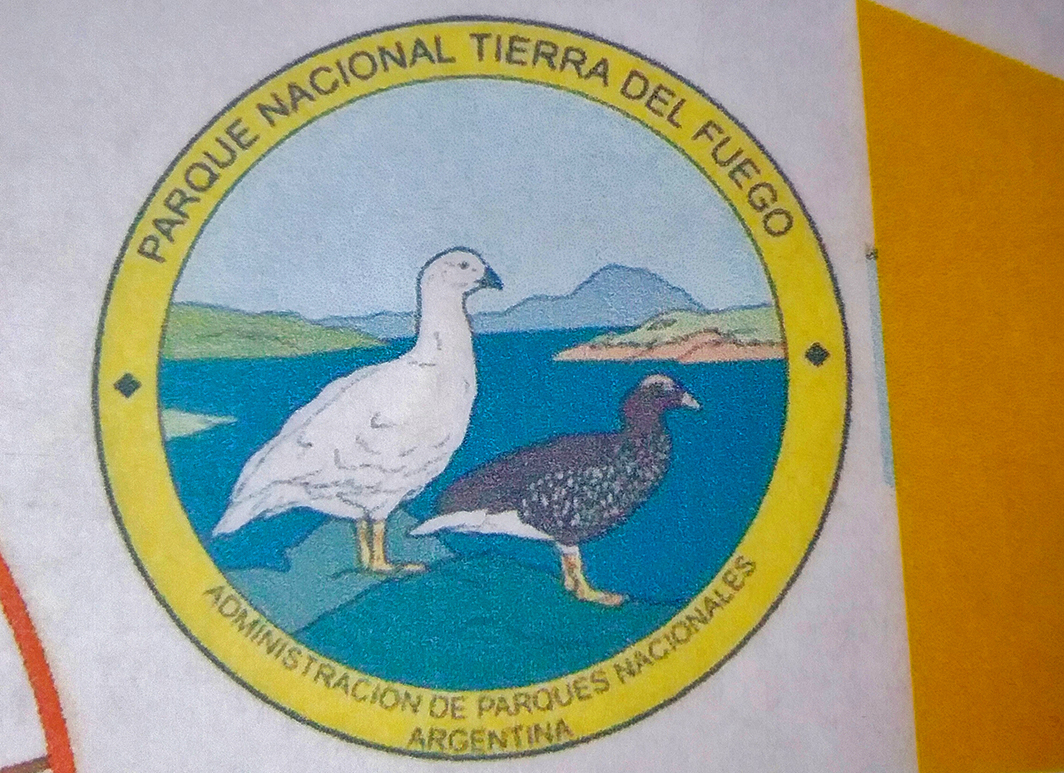 PARQUE NACIONAL TIERRA DEL FUEGO
ADMINISTRACION DE PARQUES NACIONALES
ARGENTINA